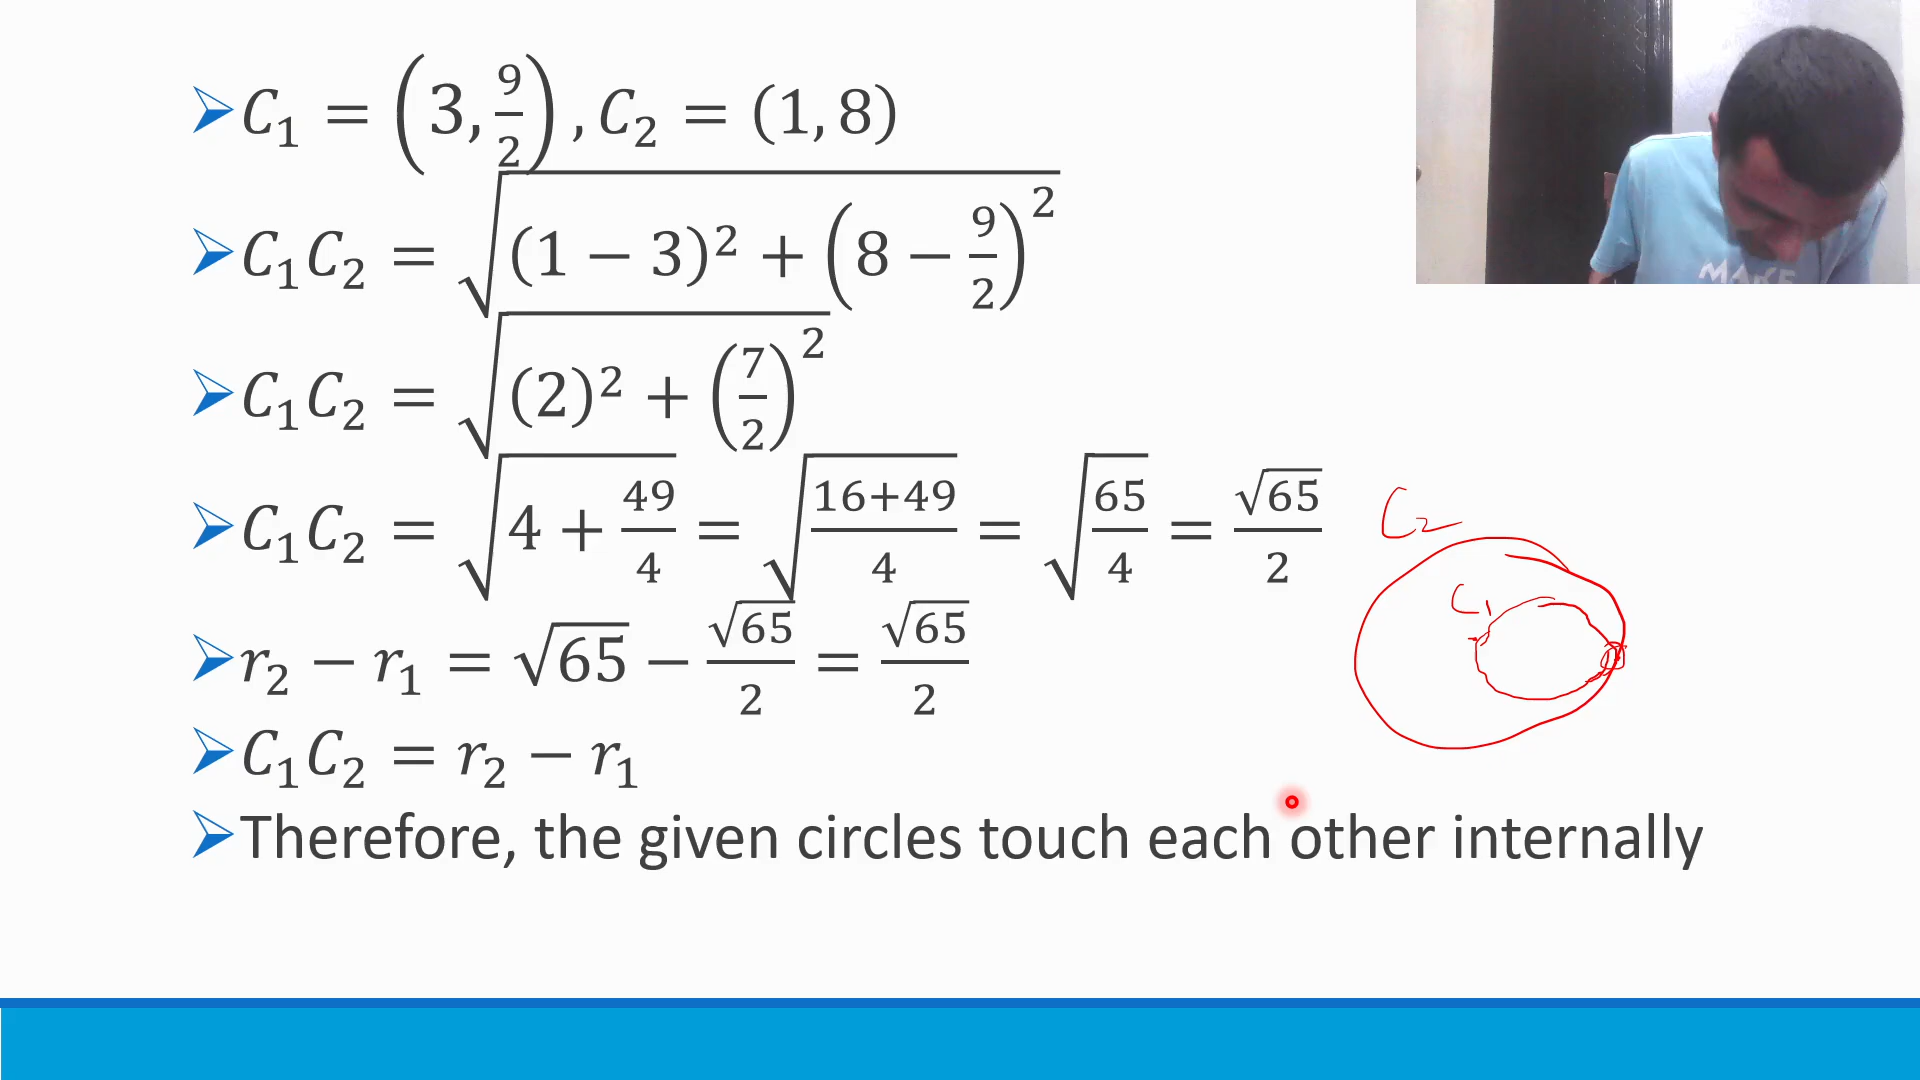 ➢C₁ = (3, 9/2), C₂ = (1, 8)
➢C₁C₂ = √((1 − 3)² + (8 − 9/2)²)
➢C₁C₂ = √((2)² + (7/2)²)
➢C₁C₂ = √(4 + 49/4) = √((16+49)/4) = √(65/4) = √65/2
➢r₂ − r₁ = √65 − √65/2 = √65/2
➢C₁C₂ = r₂ − r₁
➢Therefore, the given circles touch each other internally
C₂
C₁
MAKE